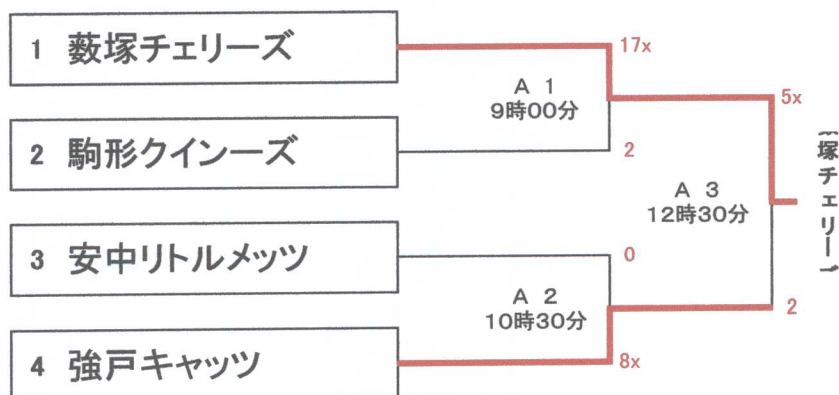 1 薮塚チェリーズ
17x
A 1
9時00分
5x
2 駒形クインーズ
2
塚チェリー
A 3
12時30分
3 安中リトルメッツ
0
A 2
10時30分
2
4 強戸キャッツ
8x